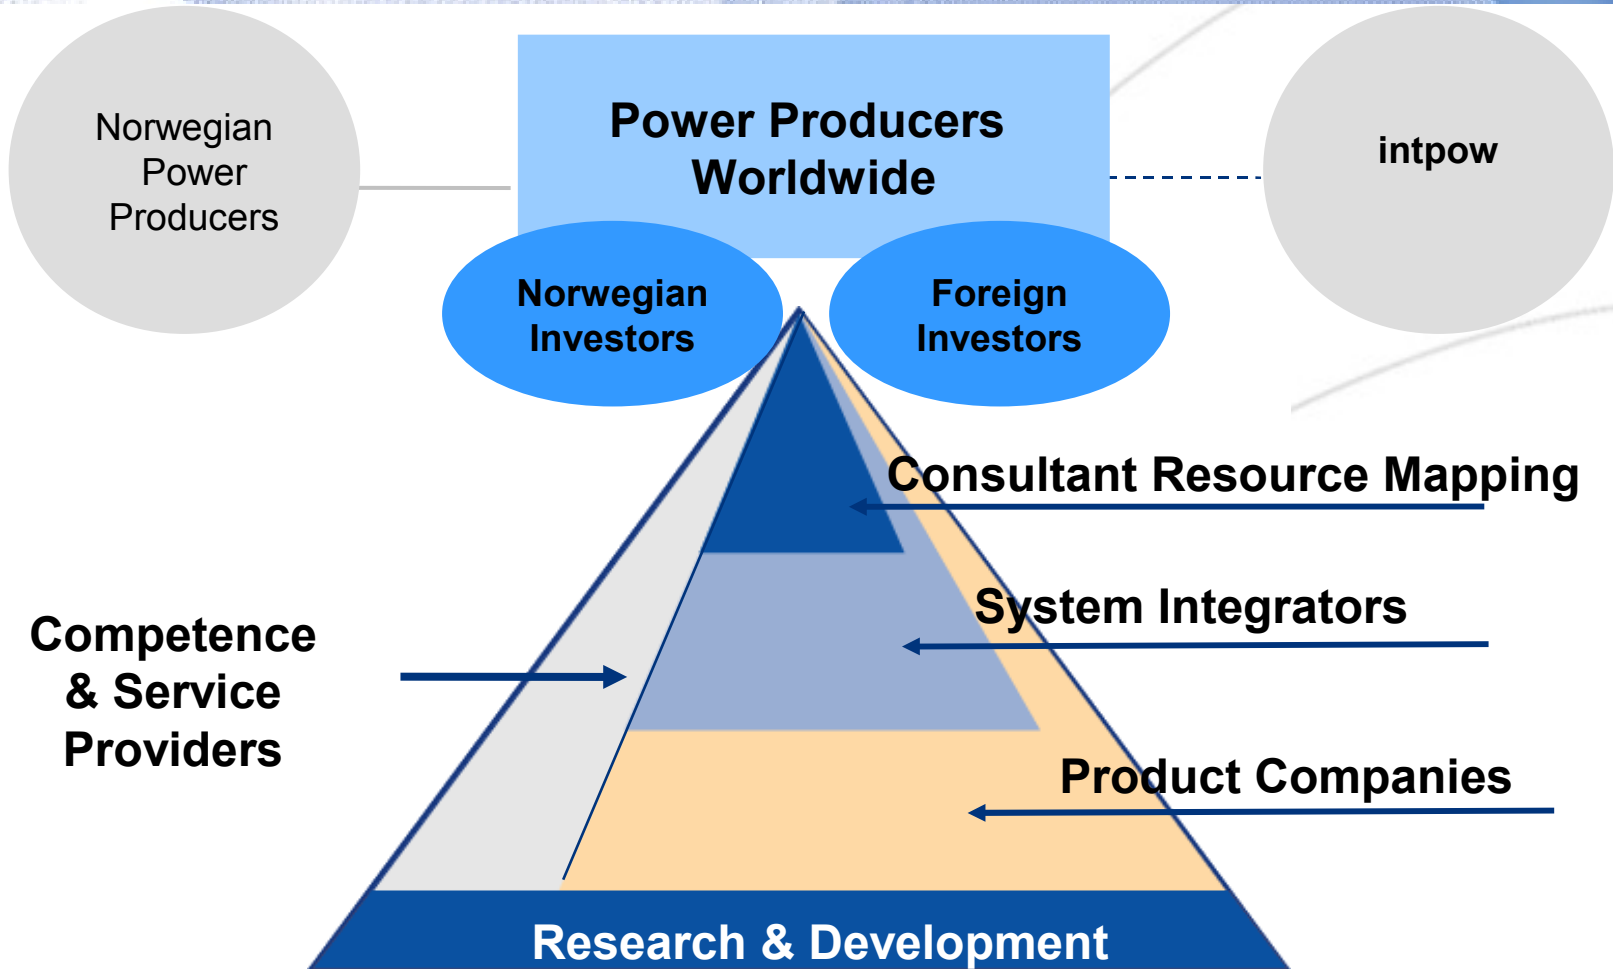 Norwegian
Power
Producers
Power Producers
Worldwide
intpow
Norwegian
Investors
Foreign
Investors
Consultant Resource Mapping
System Integrators
Competence
& Service
Providers
Product Companies
Research & Development